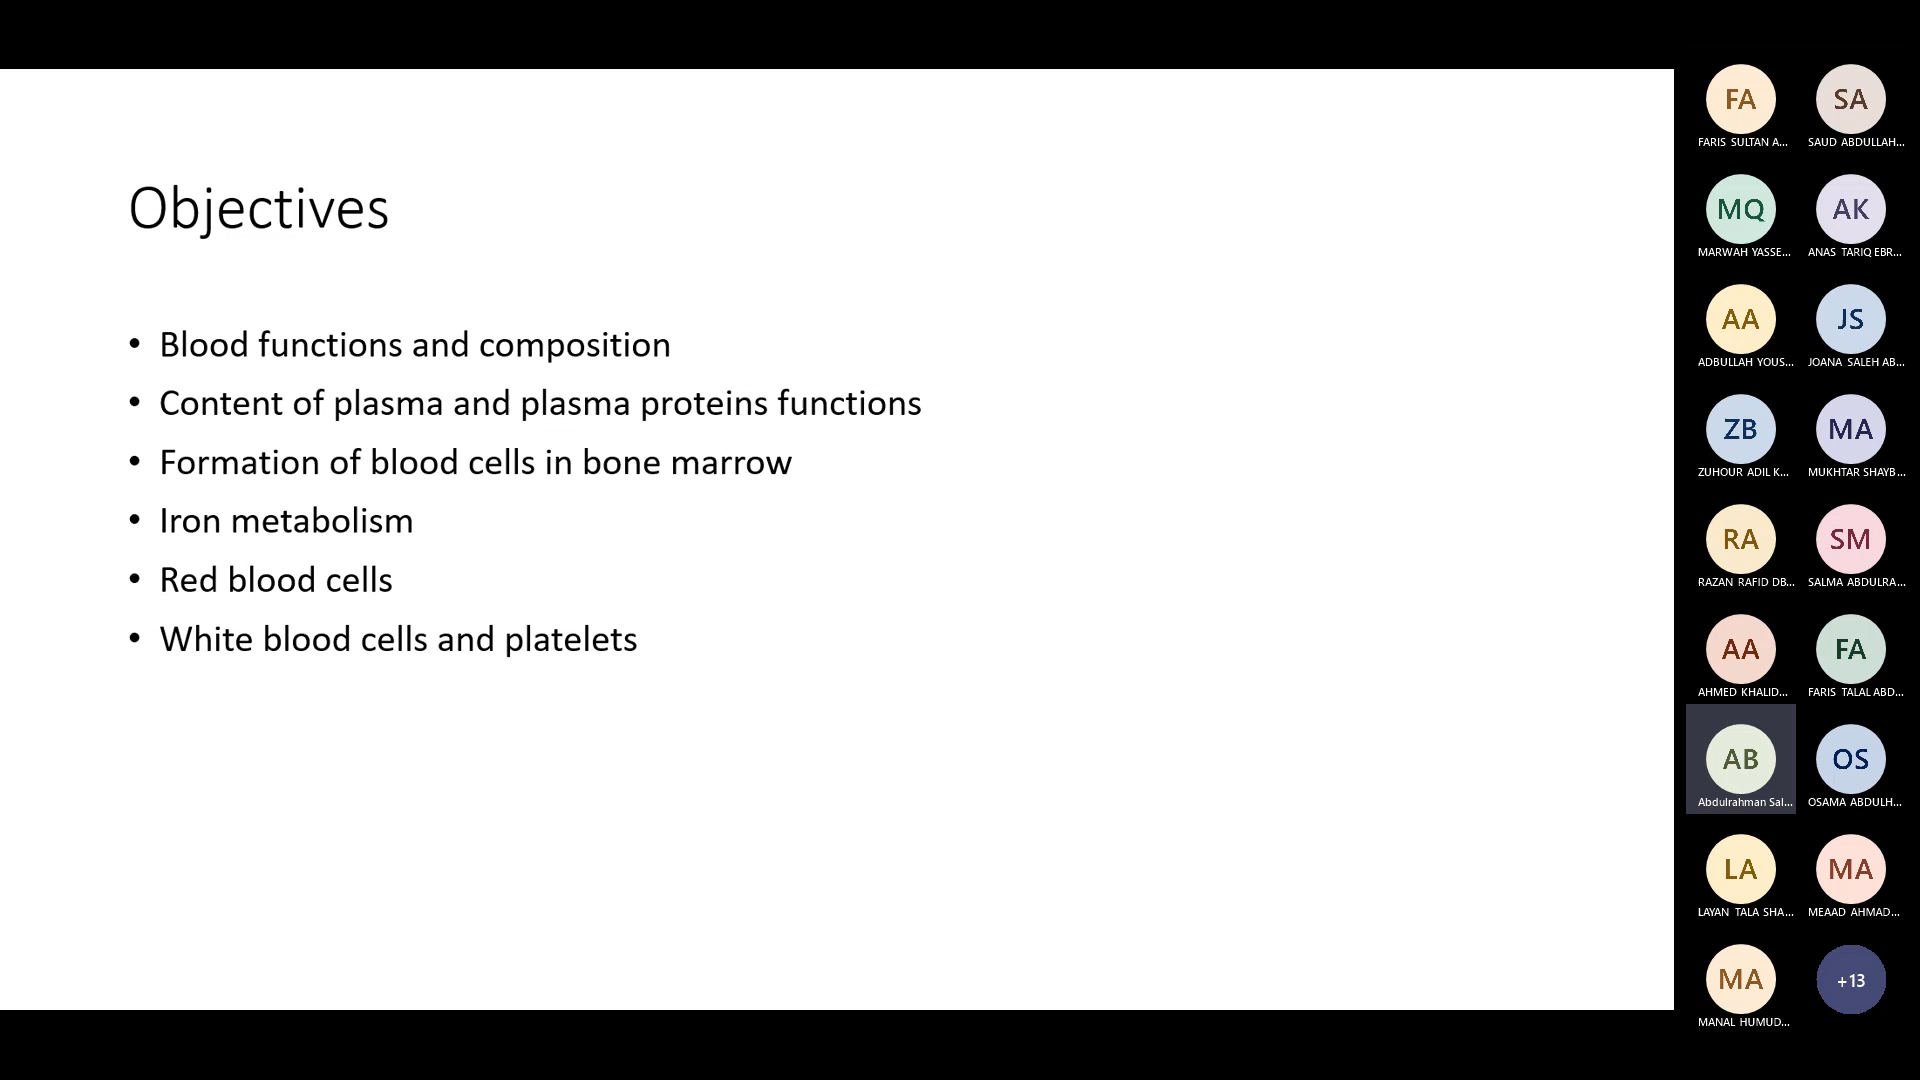 Objectives
• Blood functions and composition
• Content of plasma and plasma proteins functions
• Formation of blood cells in bone marrow
• Iron metabolism
• Red blood cells
• White blood cells and platelets
FA SA
FARIS SULTAN A... SAUD ABDULLAH...
MQ AK
MARWAH YASSE... ANAS TARIQ EBR...
AA JS
ADBULLAH YOUS... JOANA SALEH AB...
ZB MA
ZUHOUR ADIL K... MUKHTAR SHAYB...
RA SM
RAZAN RAFID DB... SALMA ABDULRA...
AA FA
AHMED KHALID... FARIS TALAL ABD...
AB OS
Abdulrahman Sal... OSAMA ABDULH...
LA MA
LAYAN TALA SHA... MEAAD AHMAD...
MA +13
MANAL HUMUD...